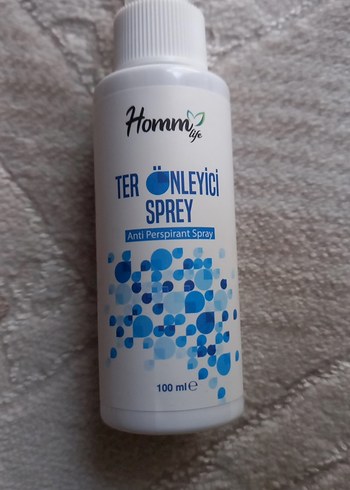 Homm
life
TER ÖNLEYİCİ
SPREY
Anti Perspirant Spray
100 ml ℮